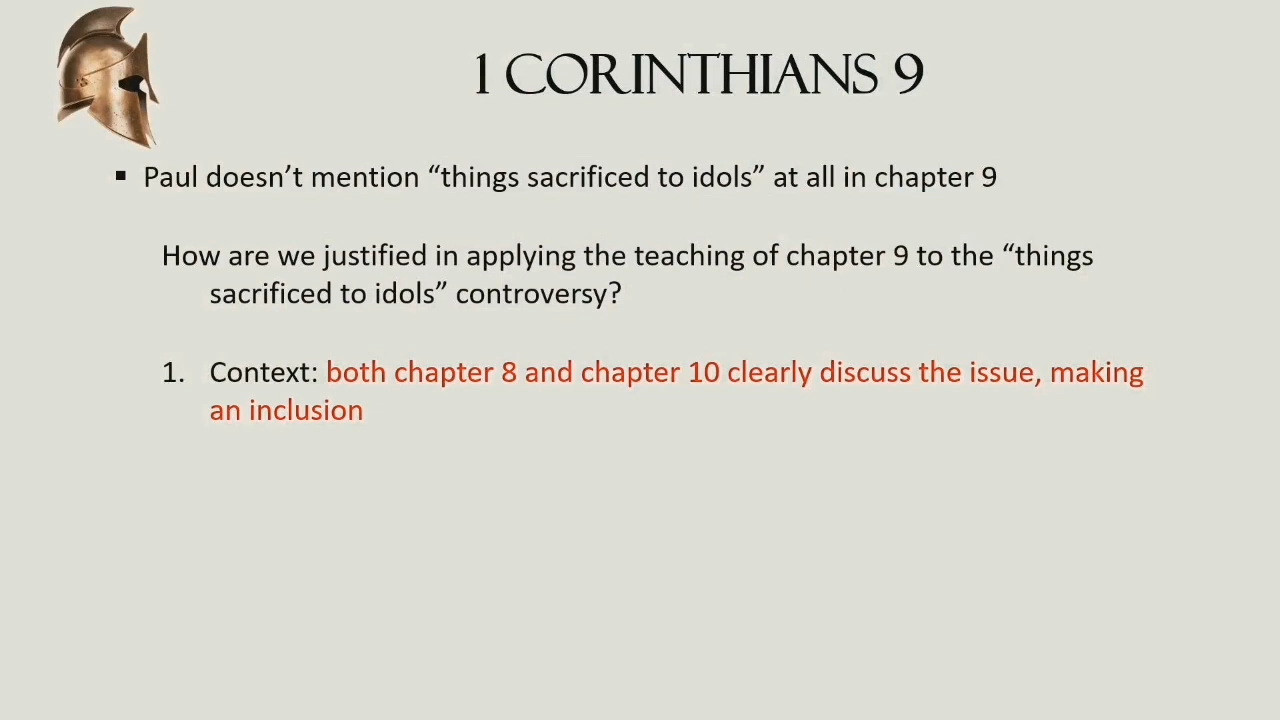 1 CORINTHIANS 9
▪ Paul doesn’t mention “things sacrificed to idols” at all in chapter 9
How are we justified in applying the teaching of chapter 9 to the “things
sacrificed to idols” controversy?
1. Context: both chapter 8 and chapter 10 clearly discuss the issue, making
an inclusion